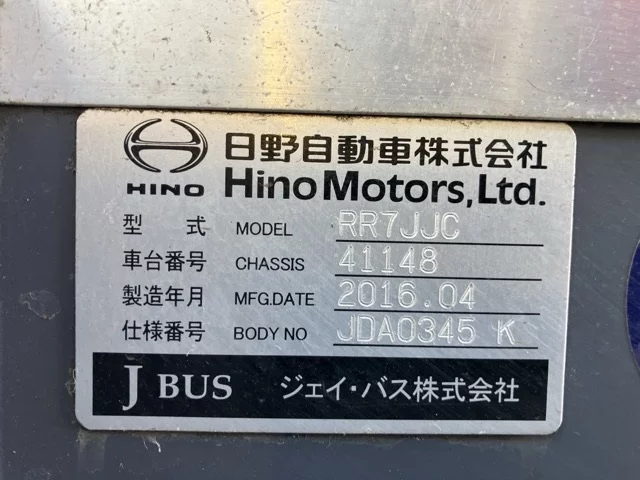 日野自動車株式会社
HINO Hino Motors, Ltd.
型 式 MODEL RR7JJC
車台番号 CHASSIS 41148
製造年月 MFG.DATE 2016.04
仕様番号 BODY NO JDA0345 K
J BUS ジェイ・バス株式会社